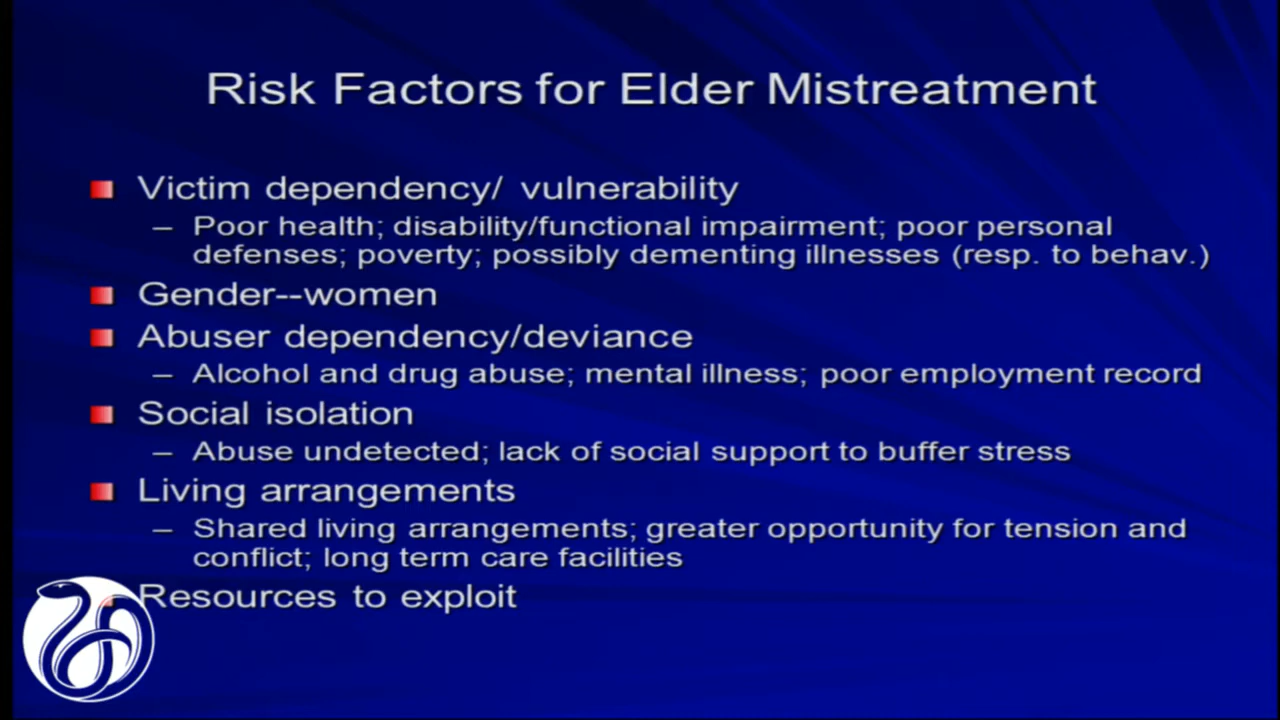 Risk Factors for Elder Mistreatment
Victim dependency/ vulnerability
– Poor health; disability/functional impairment; poor personal
defenses; poverty; possibly dementing illnesses (resp. to behav.)
Gender--women
Abuser dependency/deviance
– Alcohol and drug abuse; mental illness; poor employment record
Social isolation
– Abuse undetected; lack of social support to buffer stress
Living arrangements
– Shared living arrangements; greater opportunity for tension and
conflict; long term care facilities
Resources to exploit